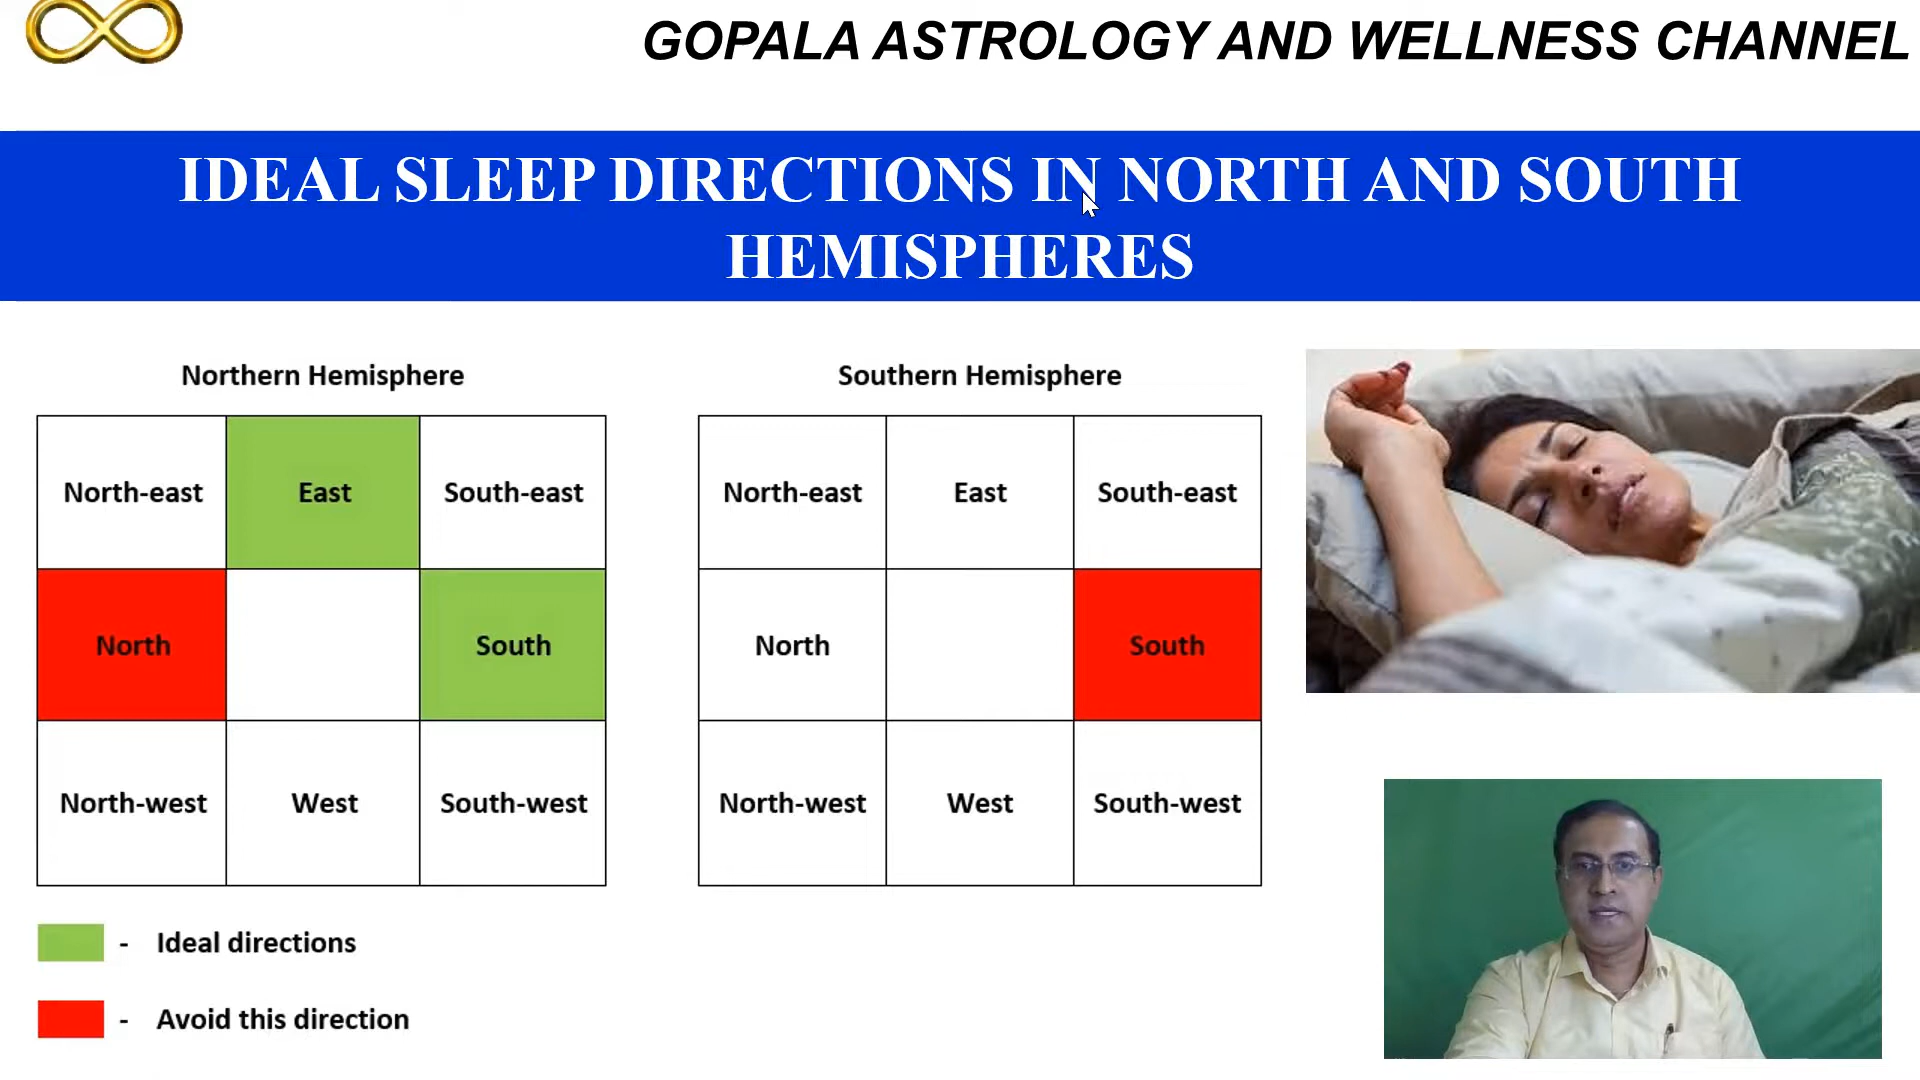 GOPALA ASTROLOGY AND WELLNESS CHANNEL
IDEAL SLEEP DIRECTIONS IN NORTH AND SOUTH
HEMISPHERES
Northern Hemisphere
North-east East South-east
North South
North-west West South-west
Southern Hemisphere
North-east East South-east
North South
North-west West South-west
- Ideal directions
- Avoid this direction